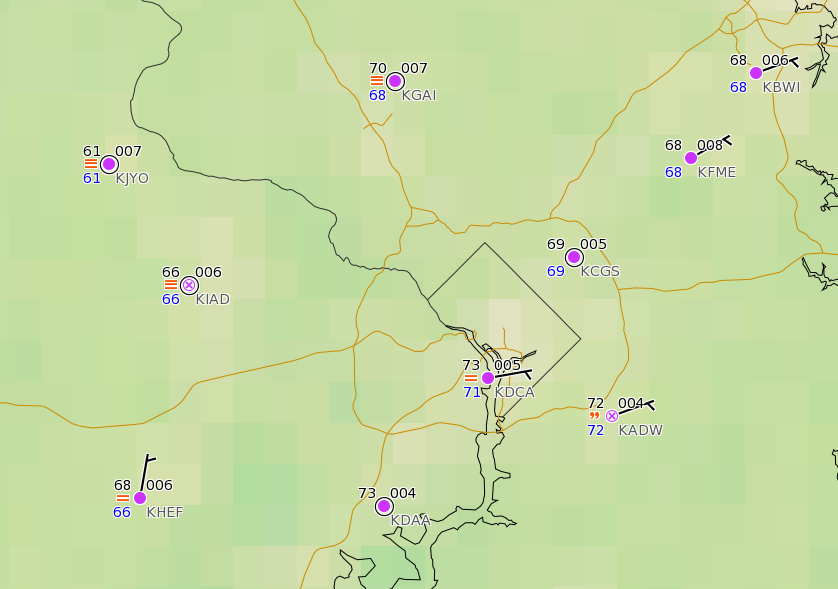 68 006
68 KBWI
70 007
68 KGAI
68 008
68 KFME
61 007
61 KJYO
69 005
69 KCGS
66 006
66 KIAD
73 005
71 KDCA
72 004
72 KADW
68 006
66 KHEF
73 004
KDAA